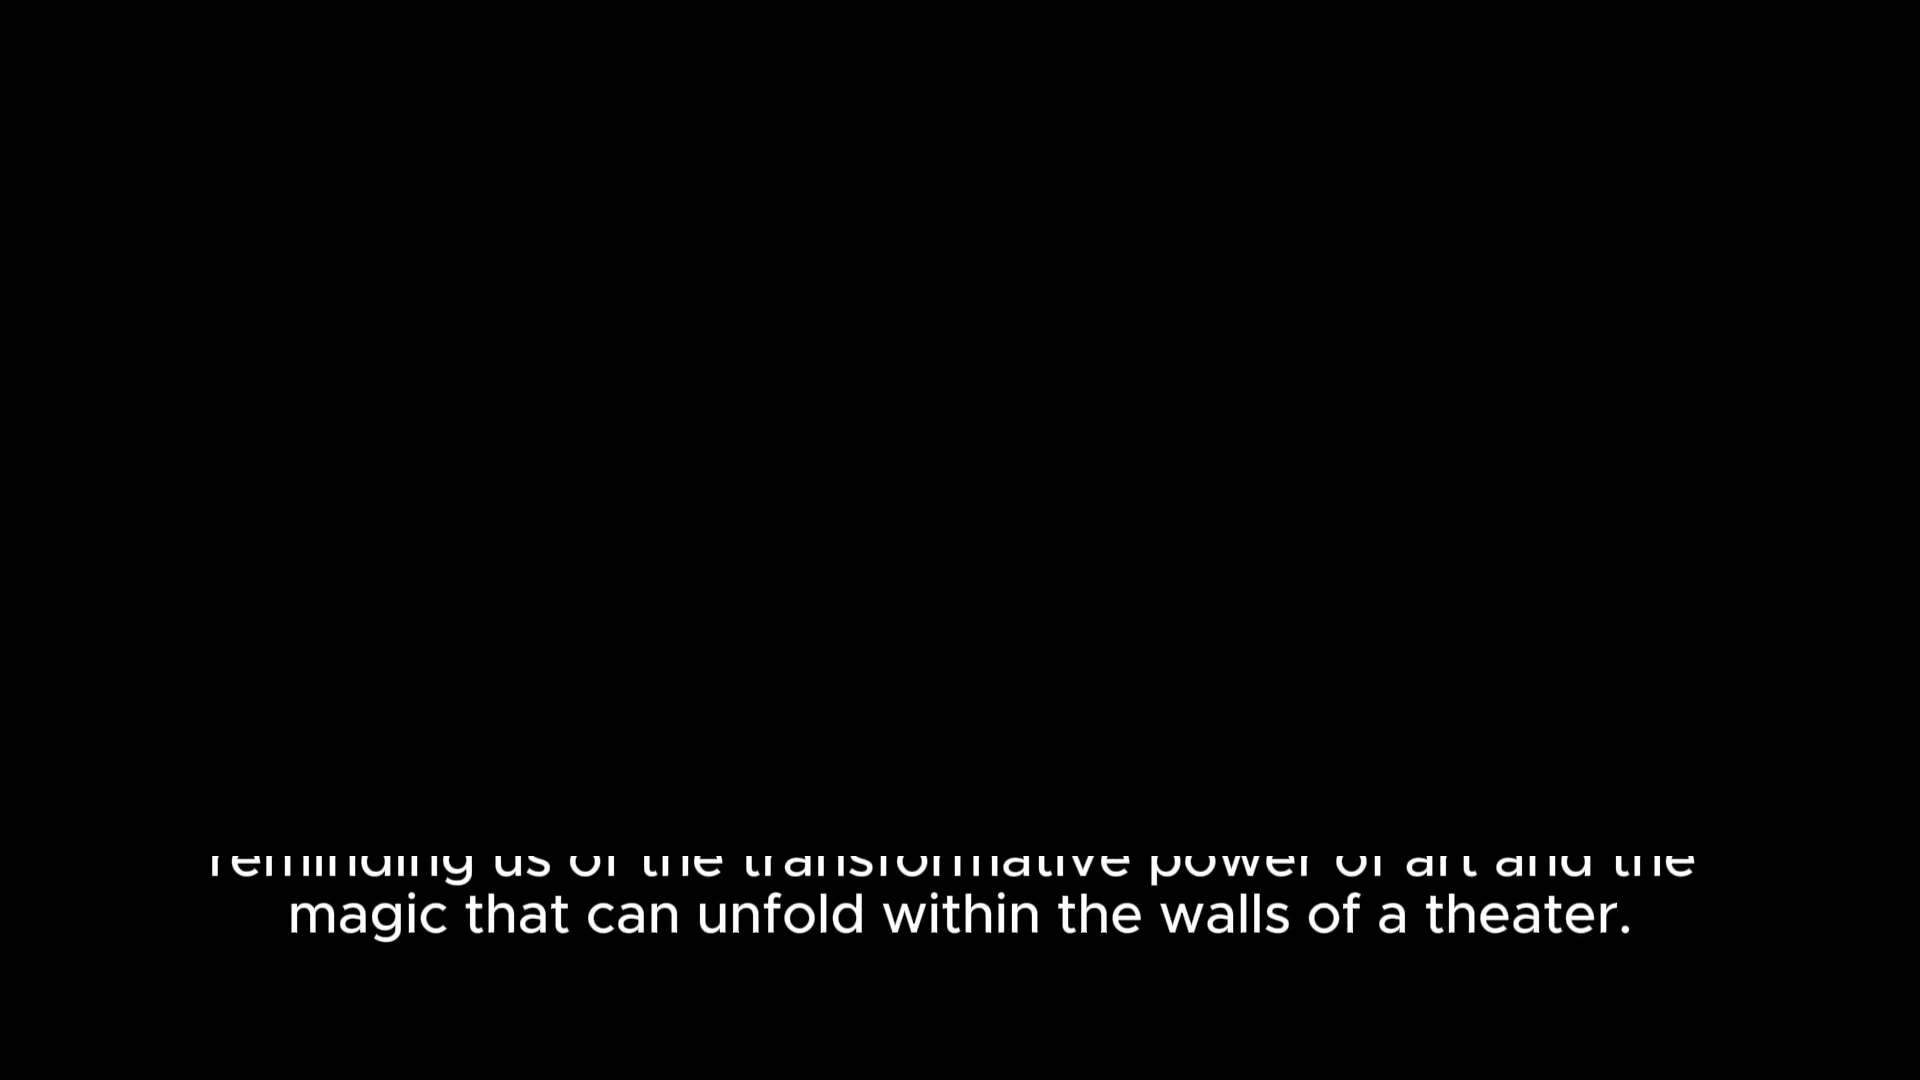 reminding us of the transformative power of art and the
magic that can unfold within the walls of a theater.